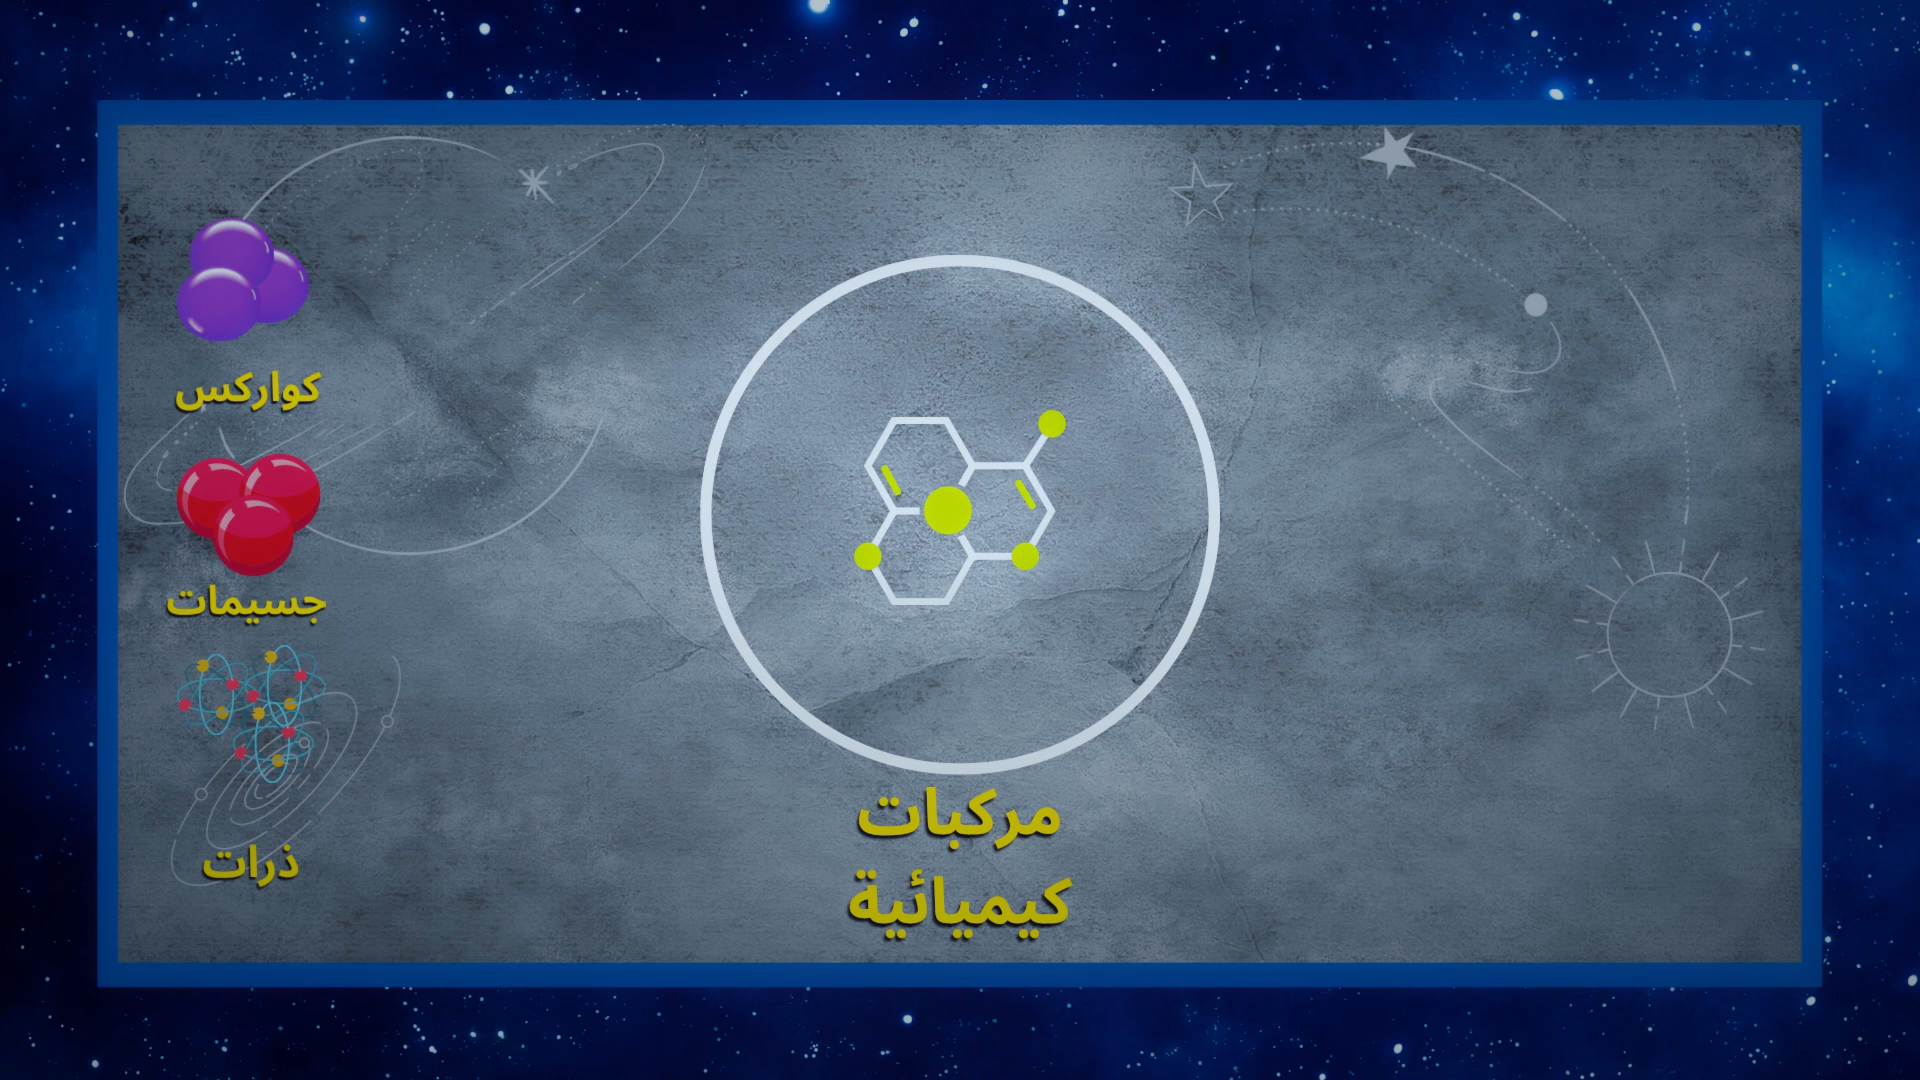 كواركس
جسيمات
ذرات
مركبات
كيميائية